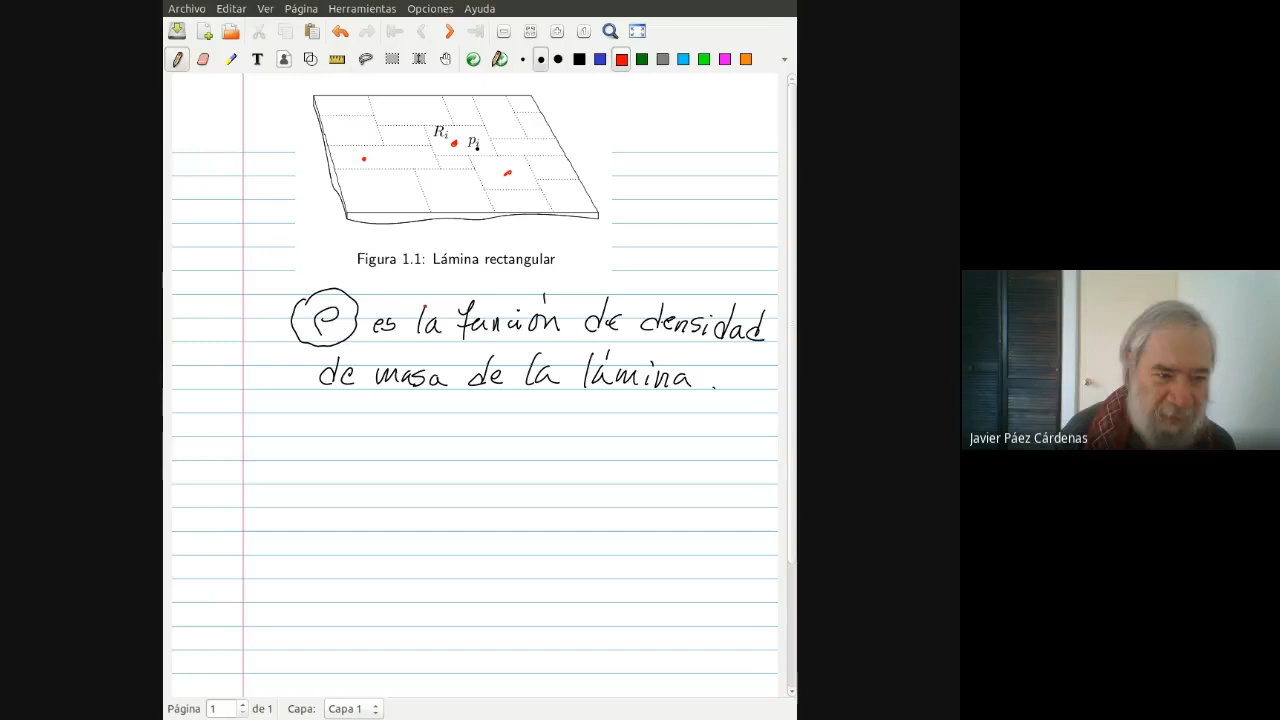 Archivo Editar Ver Página Herramientas Opciones Ayuda
T
R_i
p_i
Figura 1.1: Lámina rectangular
ρ es la función de densidad
de masa de la lámina.
Javier Páez Cárdenas
Página 1 de 1 Capa: Capa 1